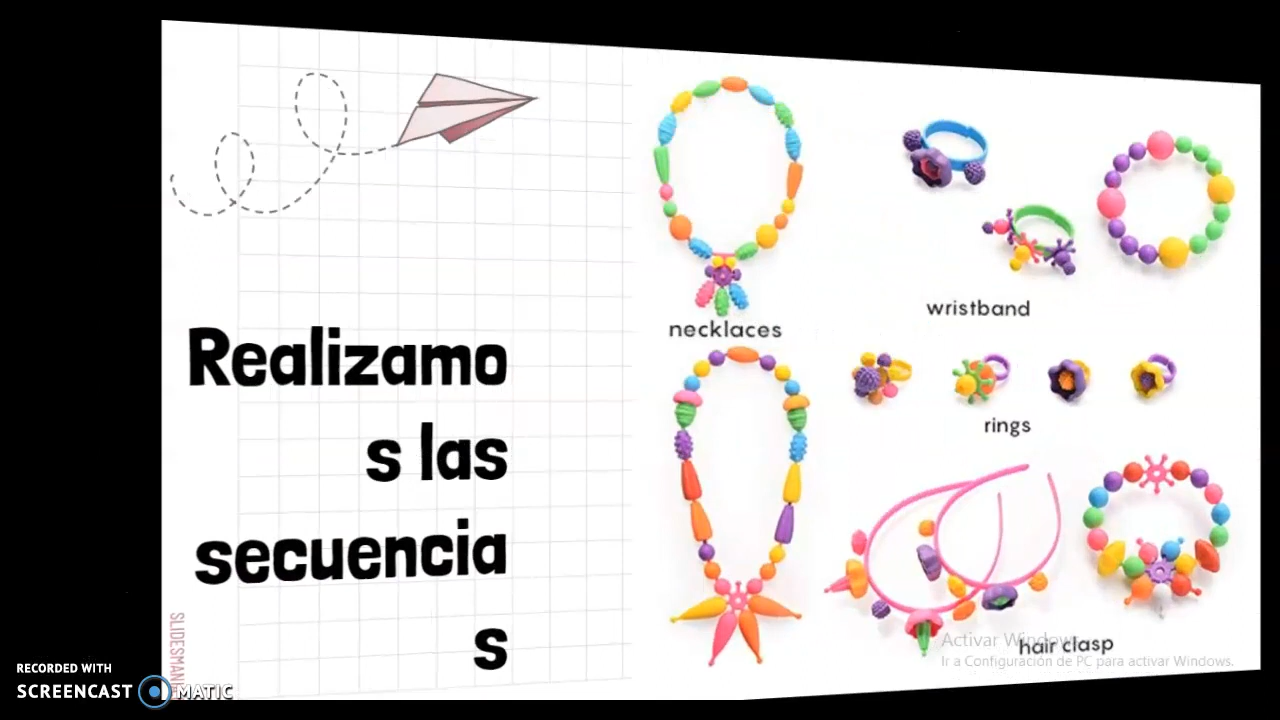 Realizamo
s las
secuencia
s
SLIDESMAN
necklaces
wristband
rings
hair clasp
Activar Windows
Ir a Configuración de PC para activar Windows.
RECORDED WITH
SCREENCAST MATIC